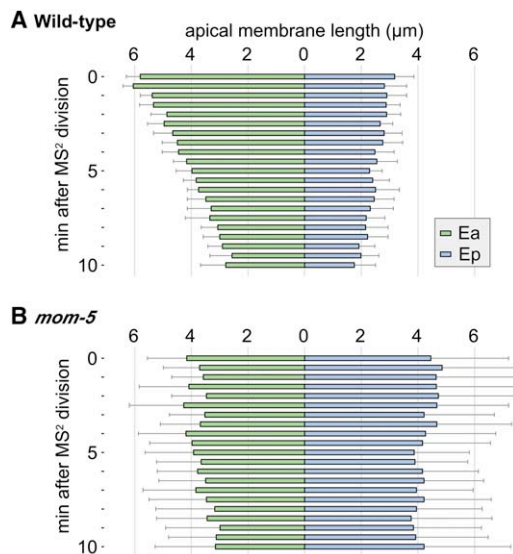 A Wild-type
apical membrane length (µm)
6 4 2 0 2 4 6
min after MS² division
0
5
10
Ea
Ep
B mom-5
6 4 2 0 2 4 6
min after MS² division
0
5
10